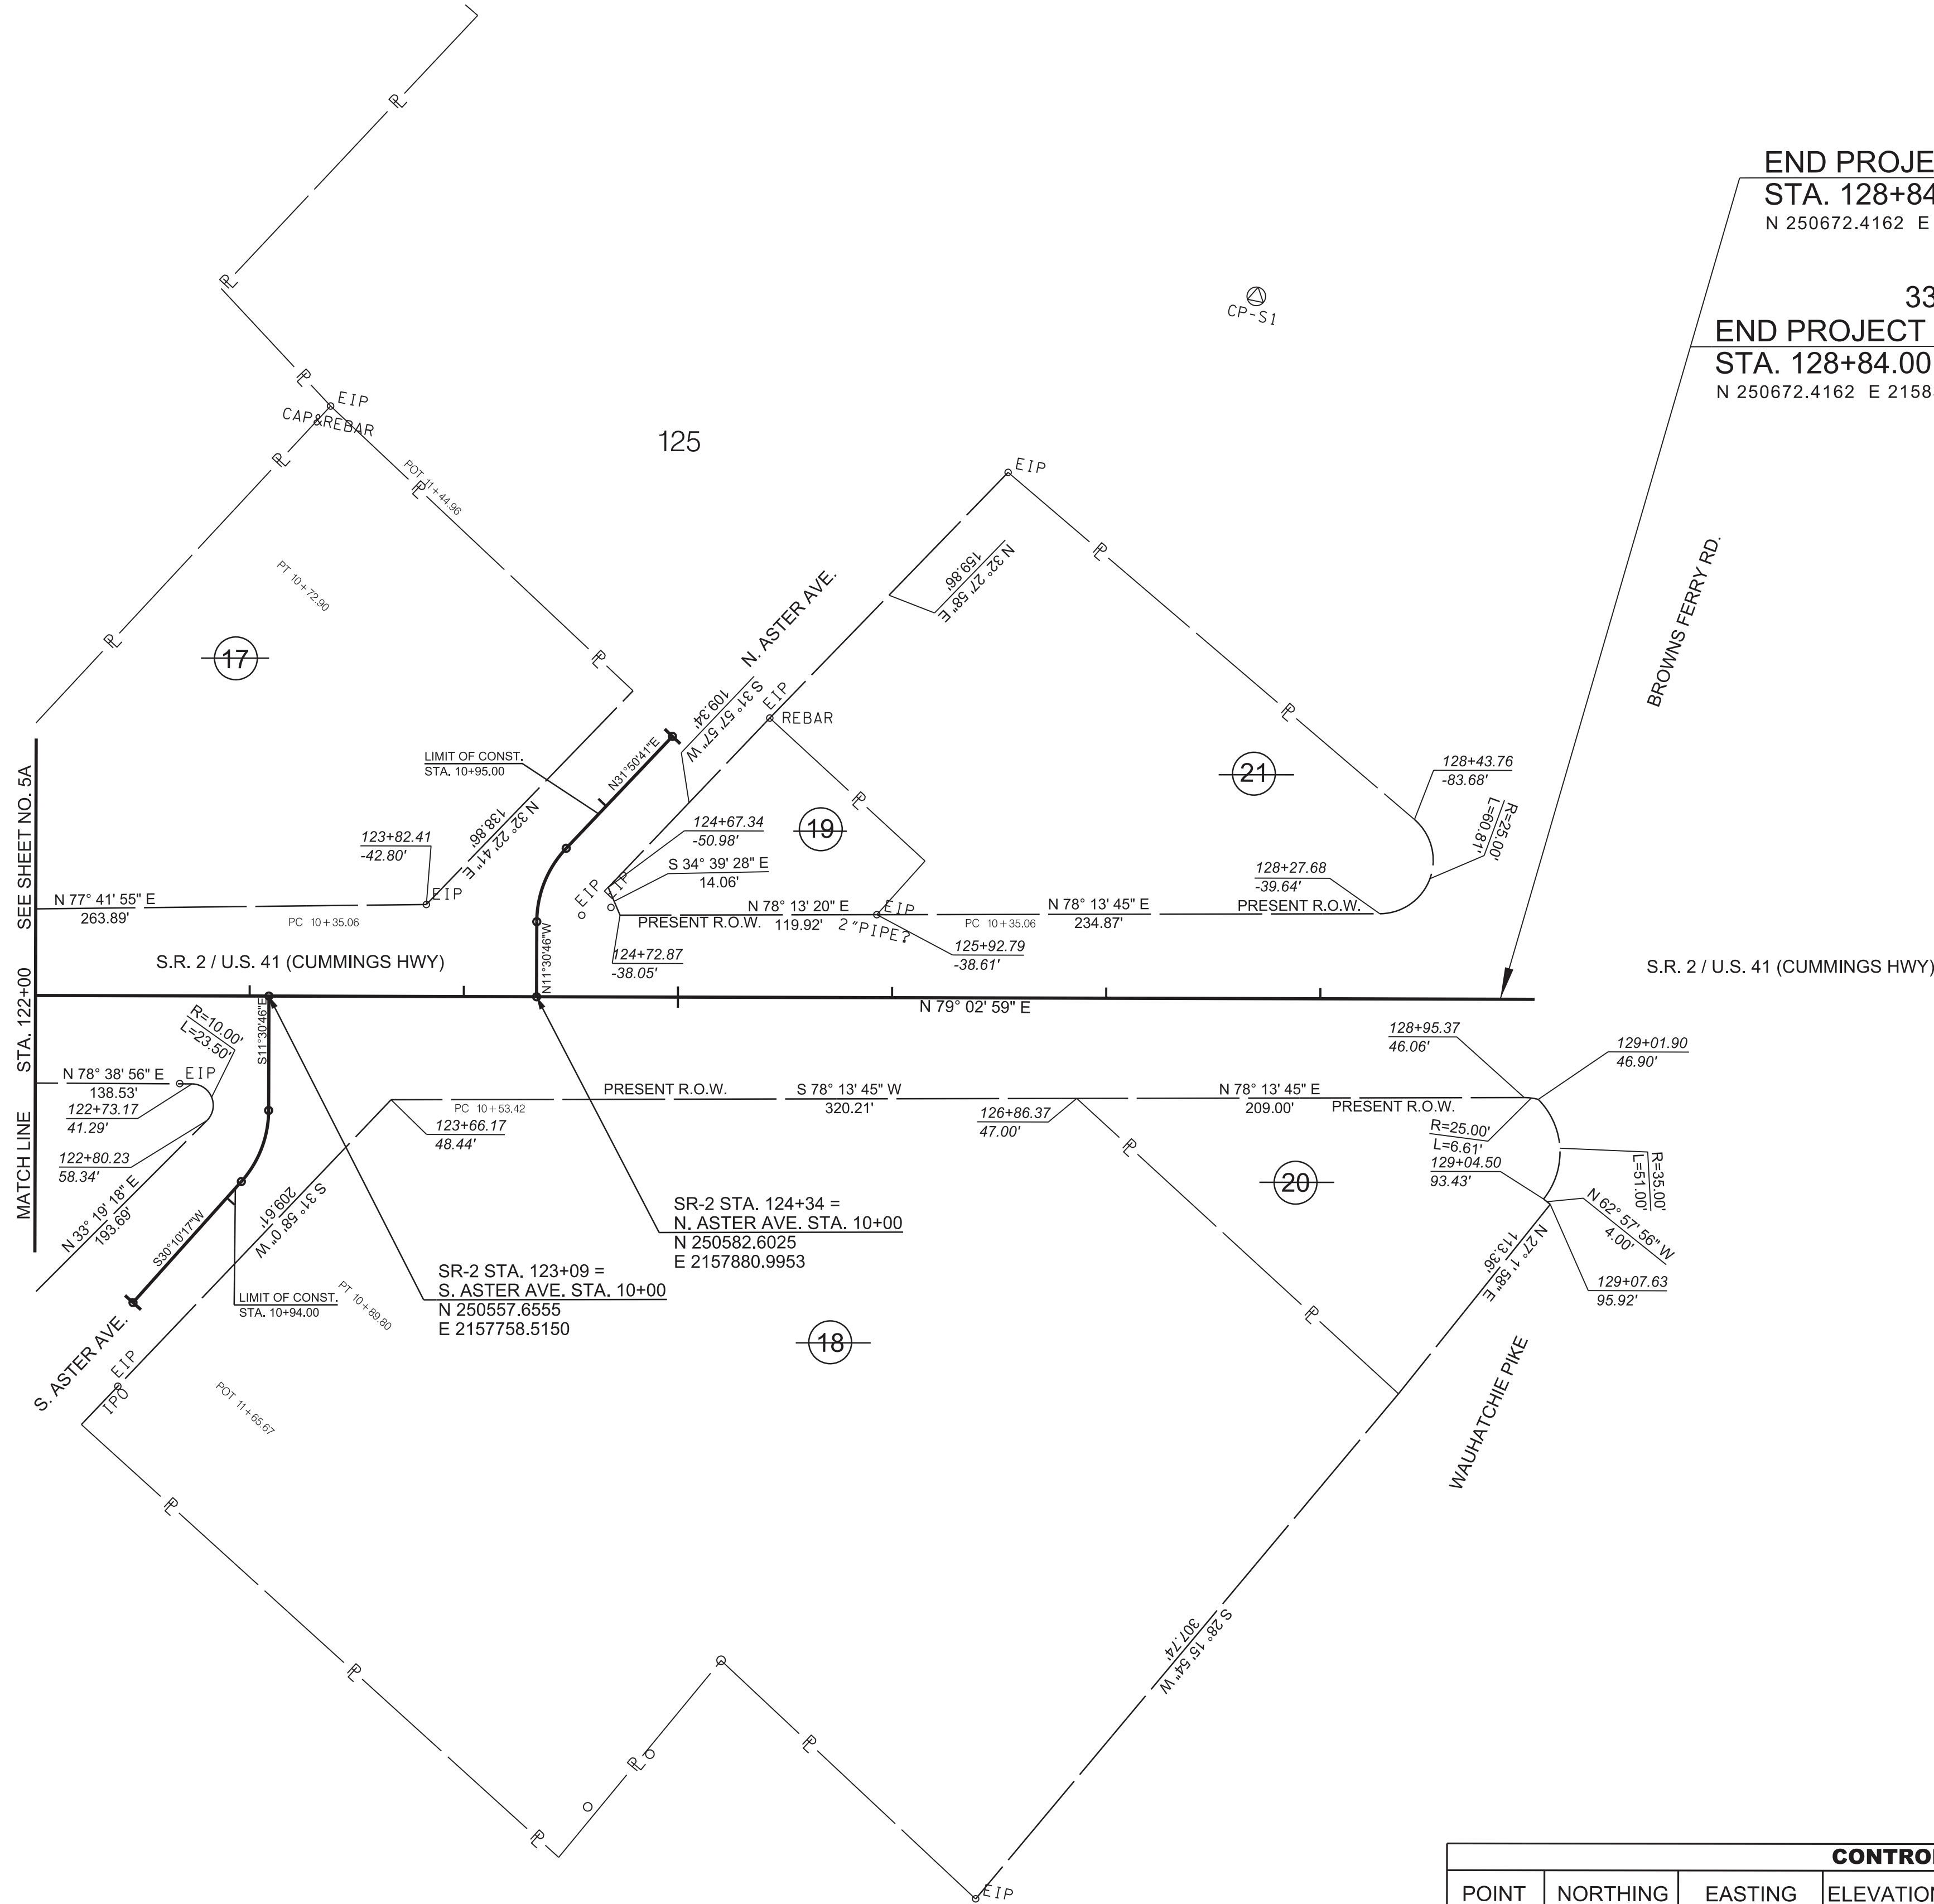 END PROJE
STA. 128+84
N 250672.4162 E
33
END PROJECT
STA. 128+84.00
N 250672.4162 E 2158
CP-S1
EIP
CAP&REBAR
125
POT 11+44.96
PT 10+72.90
17
EIP
N 32° 27' 58" E
159.86'
BROWNS FERRY RD.
N. ASTER AVE.
S 31° 57' 57" W
109.34'
EIP
REBAR
LIMIT OF CONST.
STA. 10+95.00
N31°50'41"E
N 32° 22' 41" E
138.86'
21
128+43.76
-83.68'
R=25.00'
L=60.81'
19
124+67.34
-50.98'
S 34° 39' 28" E
14.06'
123+82.41
-42.80'
128+27.68
-39.64'
EIP
EIP
EIP
N 77° 41' 55" E
263.89'
PC 10+35.06
PRESENT R.O.W.
N 78° 13' 20" E
119.92'
EIP
2"PIPE?
PC 10+35.06
N 78° 13' 45" E
234.87'
PRESENT R.O.W.
124+72.87
-38.05'
125+92.79
-38.61'
N11°30'46"W
S.R. 2 / U.S. 41 (CUMMINGS HWY)
S.R. 2 / U.S. 41 (CUMMINGS HWY)
MATCH LINE STA. 122+00 SEE SHEET NO. 5A
N 79° 02' 59" E
S11°30'46"E
R=10.00'
L=23.50'
N 78° 38' 56" E
138.53'
EIP
122+73.17
41.29'
122+80.23
58.34'
N 33° 19' 18" E
193.69'
S30°10'17"W
S 31° 58' 0" W
209.61'
PC 10+53.42
123+66.17
48.44'
PRESENT R.O.W.
S 78° 13' 45" W
320.21'
126+86.37
47.00'
N 78° 13' 45" E
209.00'
PRESENT R.O.W.
128+95.37
46.06'
129+01.90
46.90'
R=25.00'
L=6.61'
129+04.50
93.43'
R=35.00'
L=51.00'
N 62° 57' 56" W
4.00'
129+07.63
95.92'
N 27° 1' 58" E
113.36'
20
SR-2 STA. 124+34 =
N. ASTER AVE. STA. 10+00
N 250582.6025
E 2157880.9953
SR-2 STA. 123+09 =
S. ASTER AVE. STA. 10+00
N 250557.6555
E 2157758.5150
LIMIT OF CONST.
STA. 10+94.00
PT 10+89.80
18
S. ASTER AVE.
EIP
IPO
POT 11+65.67
WAUHATCHIE PIKE
S 28° 15' 54" W
307.74'
EIP
CONTRO
POINT NORTHING EASTING ELEVATION